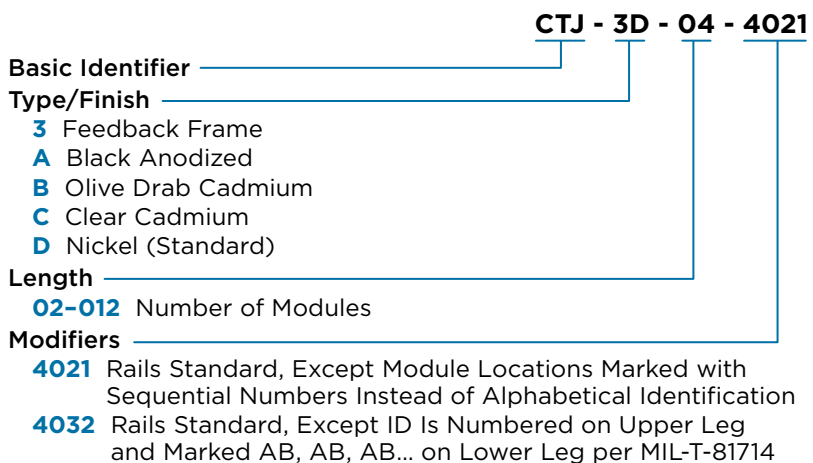 CTJ - 3D - 04 - 4021
Basic Identifier
Type/Finish
3 Feedback Frame
A Black Anodized
B Olive Drab Cadmium
C Clear Cadmium
D Nickel (Standard)
Length
02–012 Number of Modules
Modifiers
4021 Rails Standard, Except Module Locations Marked with
Sequential Numbers Instead of Alphabetical Identification
4032 Rails Standard, Except ID Is Numbered on Upper Leg
and Marked AB, AB, AB... on Lower Leg per MIL-T-81714